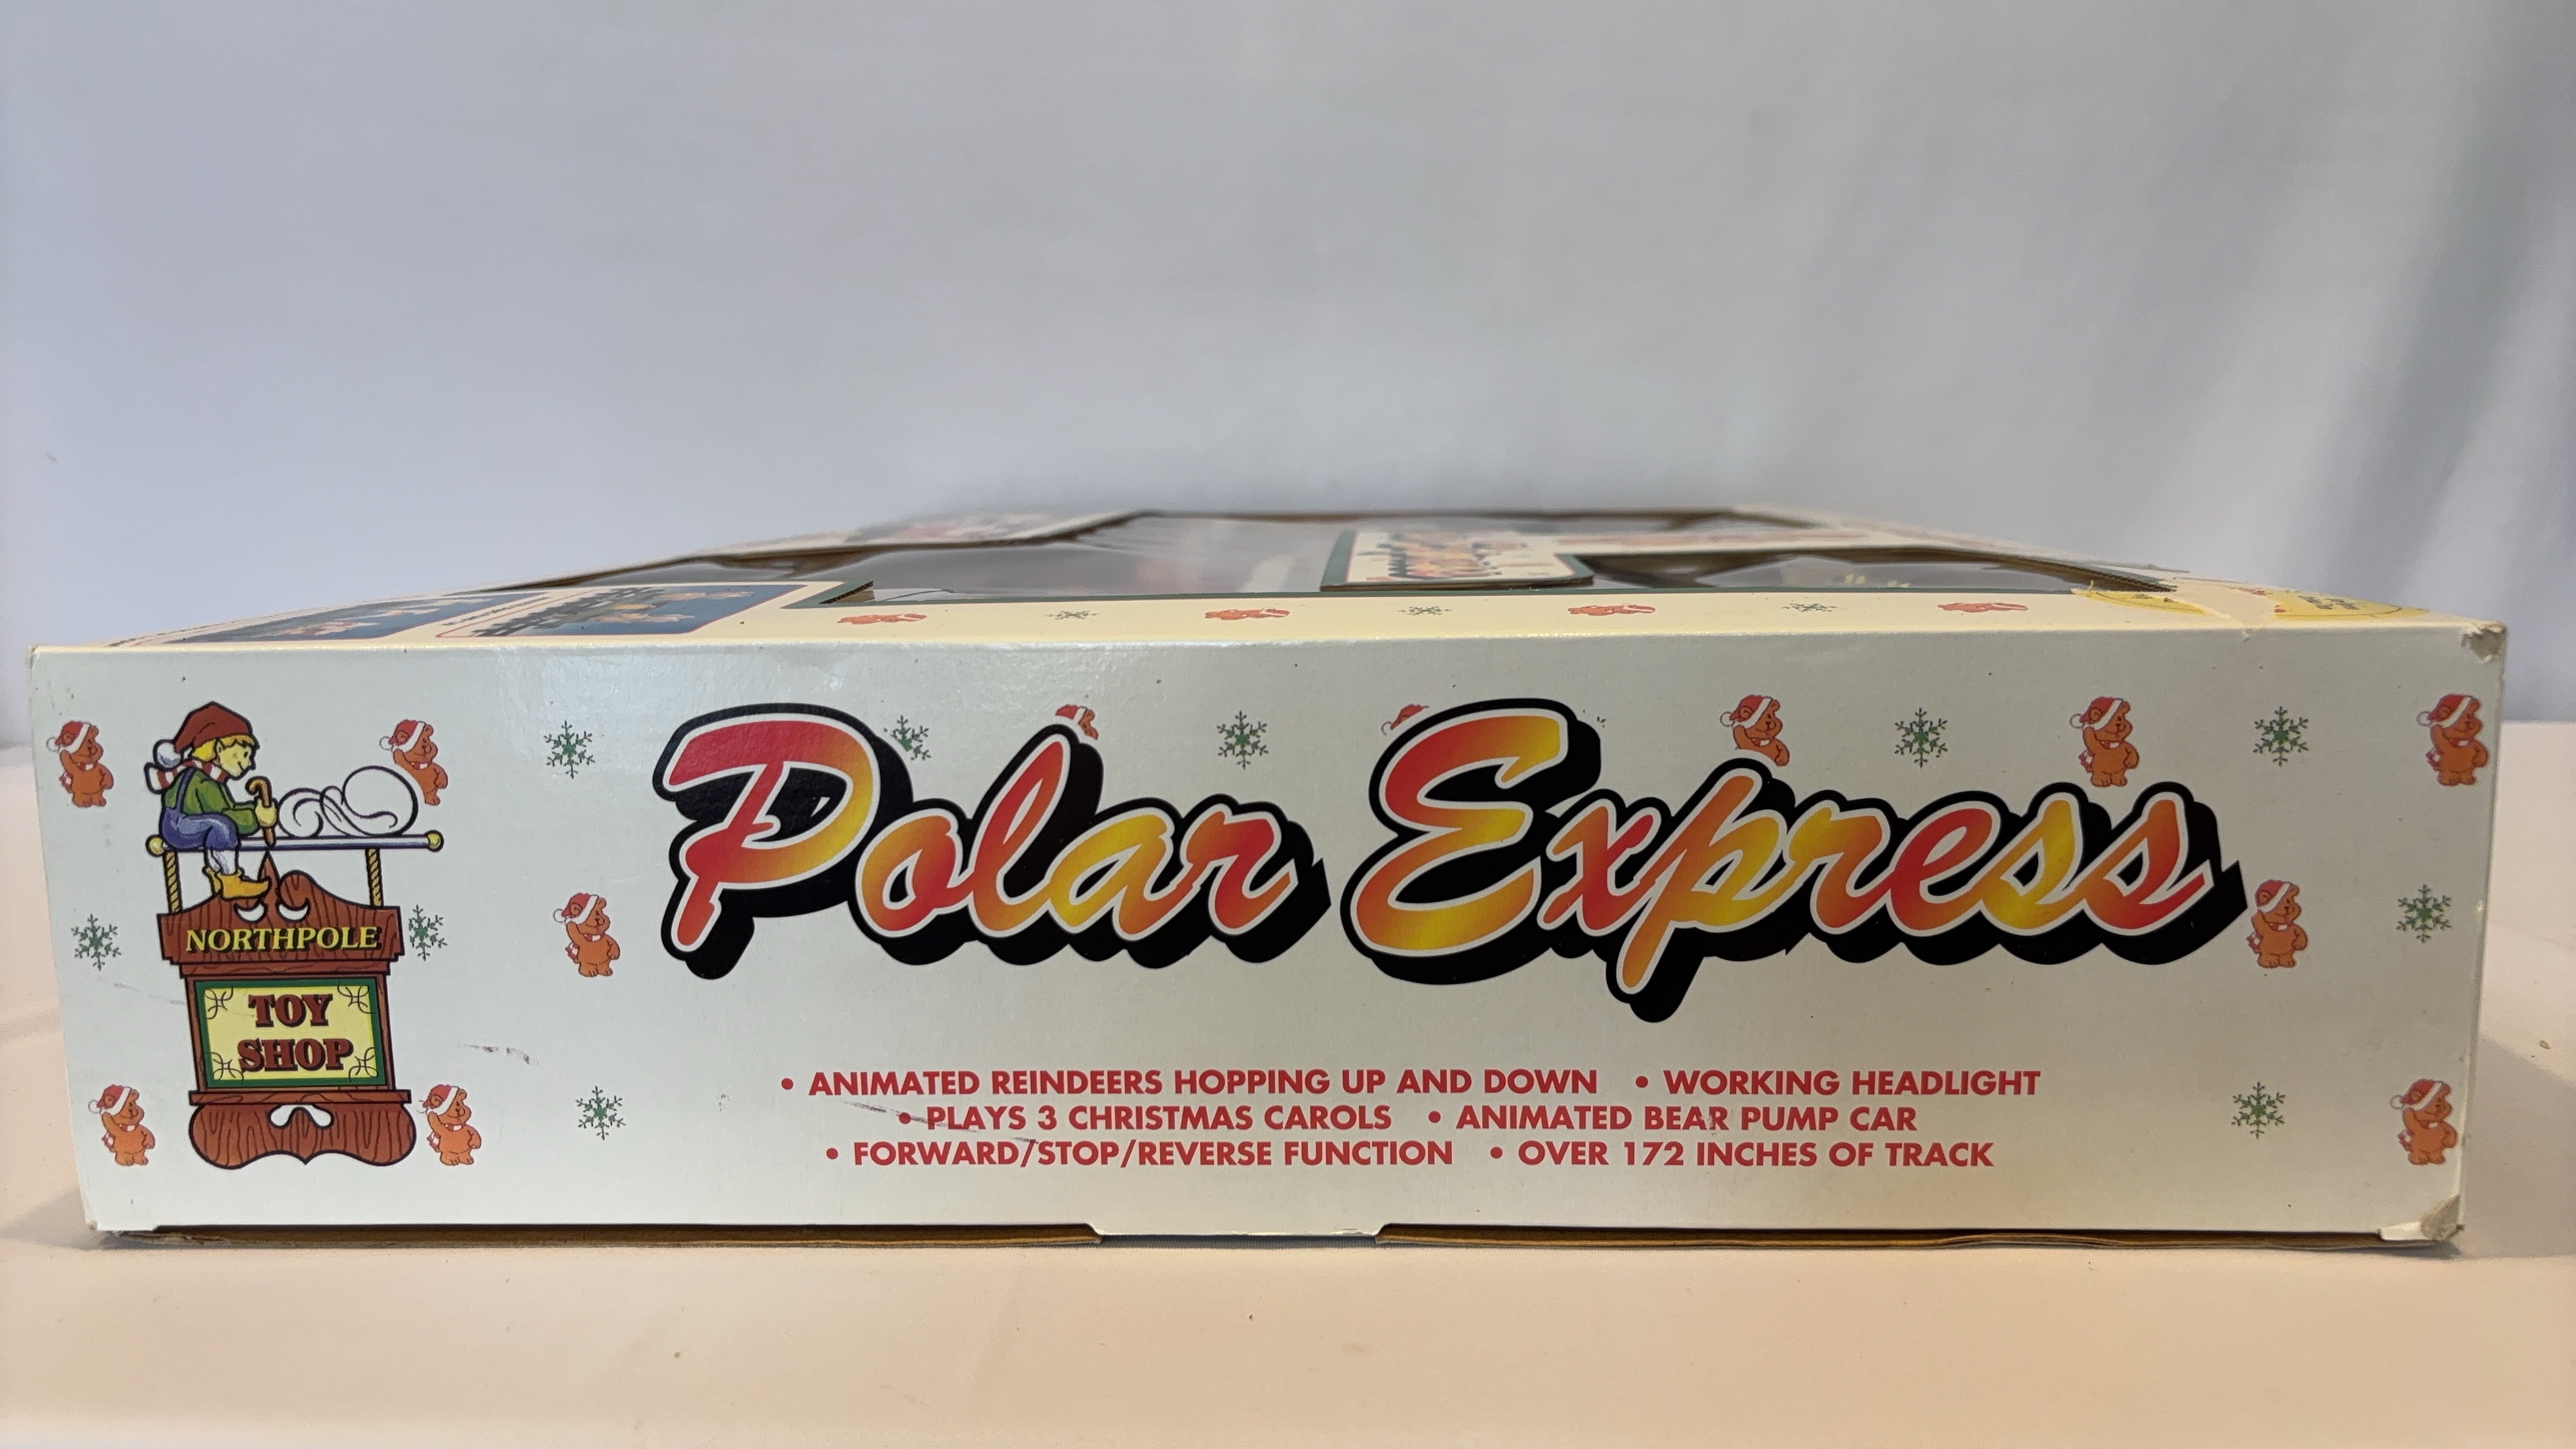 Polar Express
NORTHPOLE
TOY
SHOP
• ANIMATED REINDEERS HOPPING UP AND DOWN • WORKING HEADLIGHT
• PLAYS 3 CHRISTMAS CAROLS • ANIMATED BEAR PUMP CAR
• FORWARD/STOP/REVERSE FUNCTION • OVER 172 INCHES OF TRACK